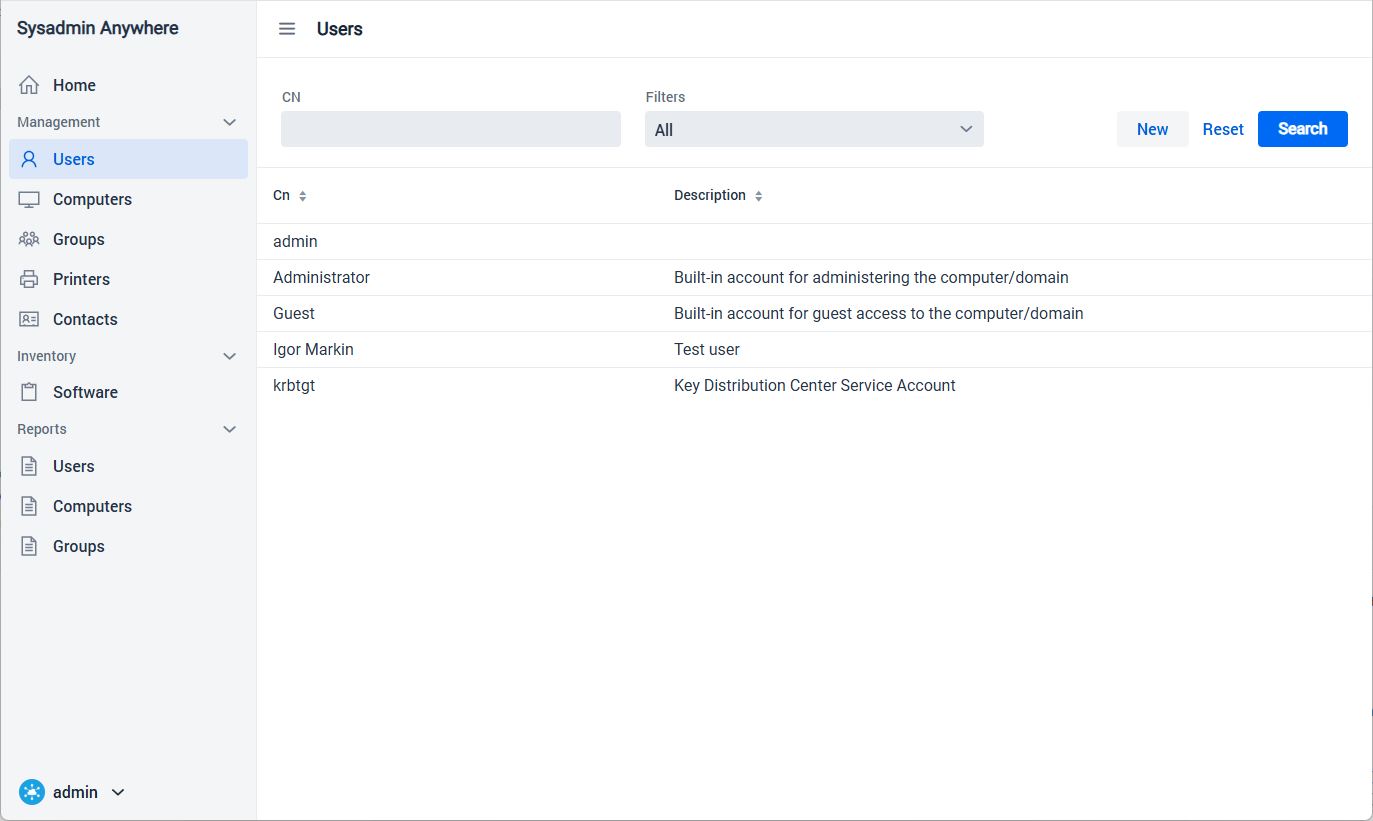 Sysadmin Anywhere
Home
Management
Users
Computers
Groups
Printers
Contacts
Inventory
Software
Reports
Users
Computers
Groups
admin
Users
CN
Filters
All
New Reset Search
Cn Description
admin
Administrator Built-in account for administering the computer/domain
Guest Built-in account for guest access to the computer/domain
Igor Markin Test user
krbtgt Key Distribution Center Service Account